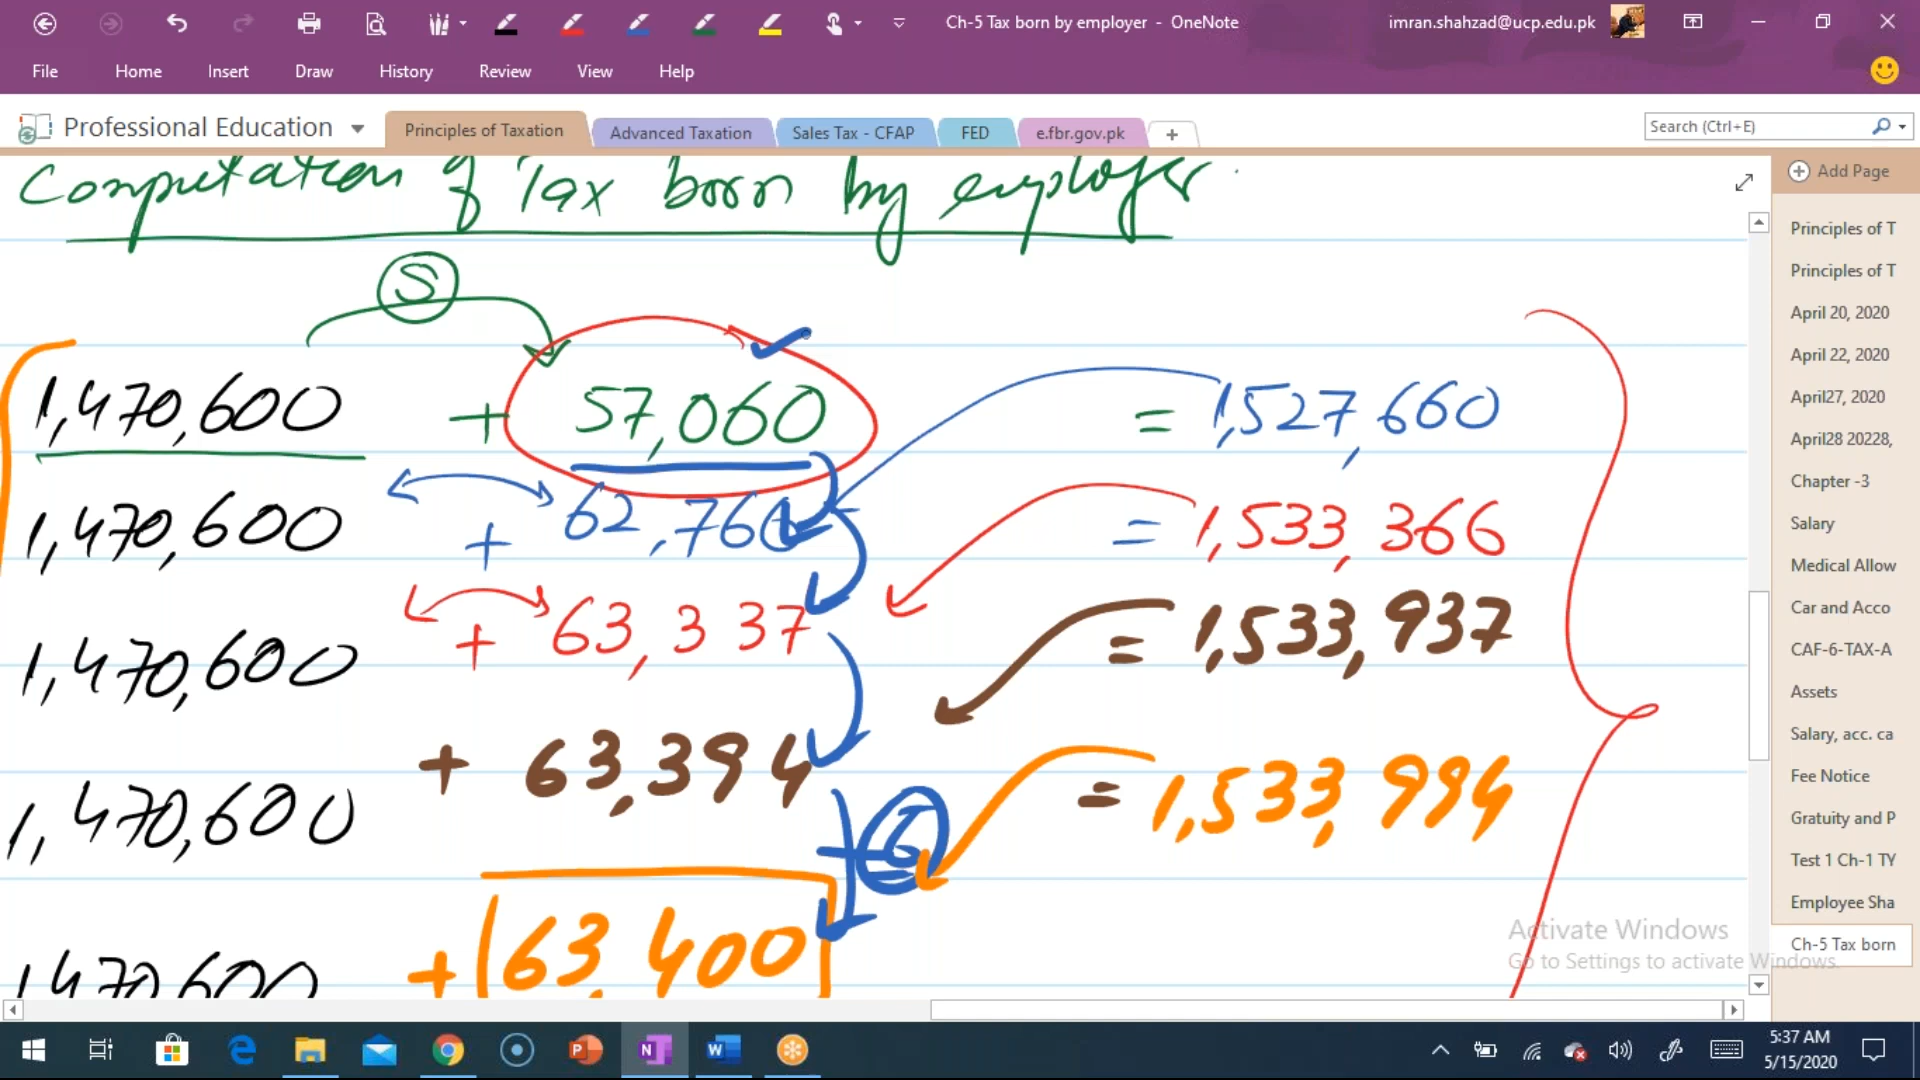 Ch-5 Tax born by employer - OneNote
imran.shahzad@ucp.edu.pk
File Home Insert Draw History Review View Help
Professional Education
Principles of Taxation
Advanced Taxation
Sales Tax - CFAP
FED
e.fbr.gov.pk
+
Search (Ctrl+E)
Add Page
Computation of Tax born by employer
S
1,470,600 + 57,060 = 1,527,660
1,470,600 + 62,760 = 1,533,366
1,470,600 + 63,337 = 1,533,937
1,470,600 + 63,394 = 1,533,994
1,470,600 + 63,400
Principles of T
Principles of T
April 20, 2020
April 22, 2020
April27, 2020
April28 20228,
Chapter -3
Salary
Medical Allow
Car and Acco
CAF-6-TAX-A
Assets
Salary, acc. ca
Fee Notice
Gratuity and P
Test 1 Ch-1 TY
Employee Sha
Ch-5 Tax born
Activate Windows
Go to Settings to activate Windows.
5:37 AM
5/15/2020